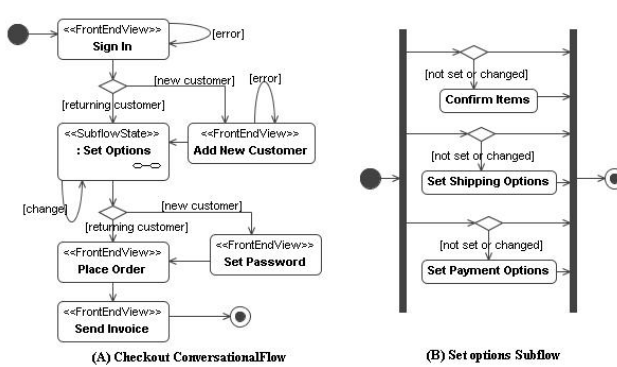 <<FrontEndView>>
Sign In
[error]
[new customer]
[error]
[returning customer]
<<SubflowState>>
: Set Options
<<FrontEndView>>
Add New Customer
[change]
[new customer]
[returning customer]
<<FrontEndView>>
Place Order
<<FrontEndView>>
Set Password
<<FrontEndView>>
Send Invoice
(A) Checkout ConversationalFlow
[not set or changed]
Confirm Items
[not set or changed]
Set Shipping Options
[not set or changed]
Set Payment Options
(B) Set options Subflow